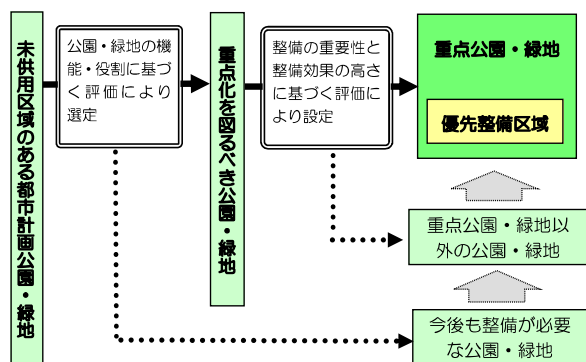 未供用区域のある都市計画公園・緑地
公園・緑地の機
能・役割に基づ
く評価により
選定
重点化を図るべき公園・緑地
整備の重要性と
整備効果の高さ
に基づく評価に
より設定
重点公園・緑地
優先整備区域
重点公園・緑地以
外の公園・緑地
今後も整備が必要
な公園・緑地